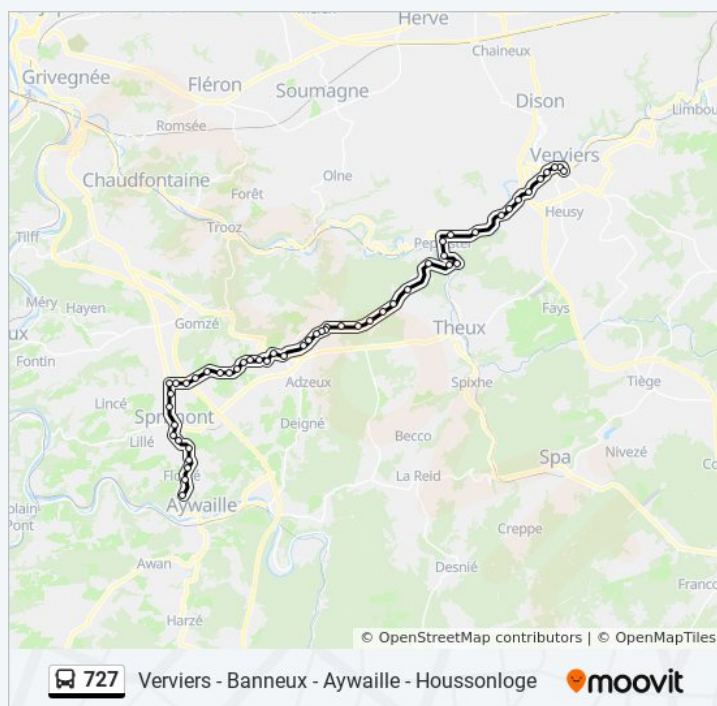 Herve
Grivegnée
Chaineux
Fléron
Soumagne
Dison
Limbou
Romsée
Verviers
Chaudfontaine
Olne
Forêt
Heusy
Trooz
Tilff
Pepinster
Méry
Hayen
Fays
ux
Gomzé
Theux
Fontin
Adzeux
Spixhe
Tiège
Lincé
Sprimont
Deigné
Becco
Lillé
Nivezé
Spa
La Reid
Aywaille
Pont
Creppe
Awan
Desnié
Franco
Harzé
© OpenStreetMap contributors | © OpenMapTiles
727 Verviers - Banneux - Aywaille - Houssonloge moovit